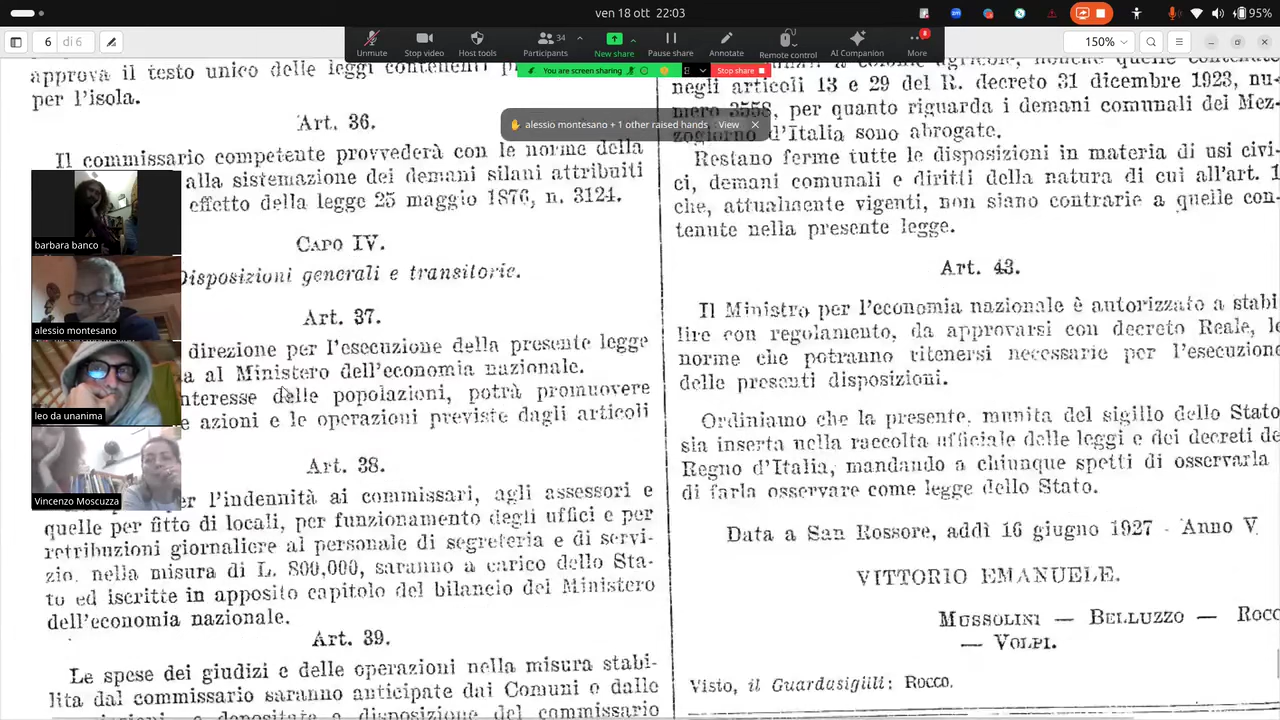 ven 18 ott 22:03
95%
6 di 6
150%
Unmute
Stop video
Host tools
Participants
34
New share
Pause share
Annotate
Remote control
AI Companion
More
8
You are screen sharing
Stop share
alessio montesano + 1 other raised hands View
approva il testo unico delle leggi
per l'isola.
Art. 36.
Il commissario competente provvederà con le norme della
alla sistemazione dei demani silani attribuiti
effetto della legge 25 maggio 1876, n. 3124.
CAPO IV.
Disposizioni generali e transitorie.
Art. 37.
direzione per l'esecuzione della presente legge
al Ministero dell'economia nazionale.
interesse delle popolazioni, potrà promuovere
azioni e le operazioni previste dagli articoli
Art. 38.
l'indennità ai commissari, agli assessori e
quelle per fitto di locali, per funzionamento degli uffici e per
retribuzioni giornaliere al personale di segreteria e di servi-
zio, nella misura di L. 800,000, saranno a carico dello Sta-
to ed iscritte in apposito capitolo del bilancio del Ministero
dell'economia nazionale.
Art. 39.
Le spese dei giudizi e delle operazioni nella misura stabi-
lita dal commissario saranno anticipate dai Comuni o dalle
commissario
barbara banco
alessio montesano
leo da unanima
Vincenzo Moscuzza
negli articoli 13 e 29 del R. decreto 31 dicembre 1923, nu-
mero 3558, per quanto riguarda i demani comunali del Mez-
zogiorno d'Italia sono abrogate.
Restano ferme tutte le disposizioni in materia di usi civi-
ci, demani comunali e diritti della natura di cui all'art. 1
che, attualmente vigenti, non siano contrarie a quelle con-
tenute nella presente legge.
Art. 43.
Il Ministro per l'economia nazionale è autorizzato a stabi
lire con regolamento, da approvarsi con decreto Reale, le
norme che potranno ritenersi necessarie per l'esecuzione
delle presenti disposizioni.
Ordiniamo che la presente, munita del sigillo dello Stato
sia inserta nella raccolta ufficiale delle leggi e dei decreti de
Regno d'Italia, mandando a chiunque spetti di osservarla
di farla osservare come legge dello Stato.
Data a San Rossore, addì 16 giugno 1927 - Anno V
VITTORIO EMANUELE.
MUSSOLINI — BELLUZZO — ROCC
— VOLPI.
Visto, il Guardasigilli: ROCCO.